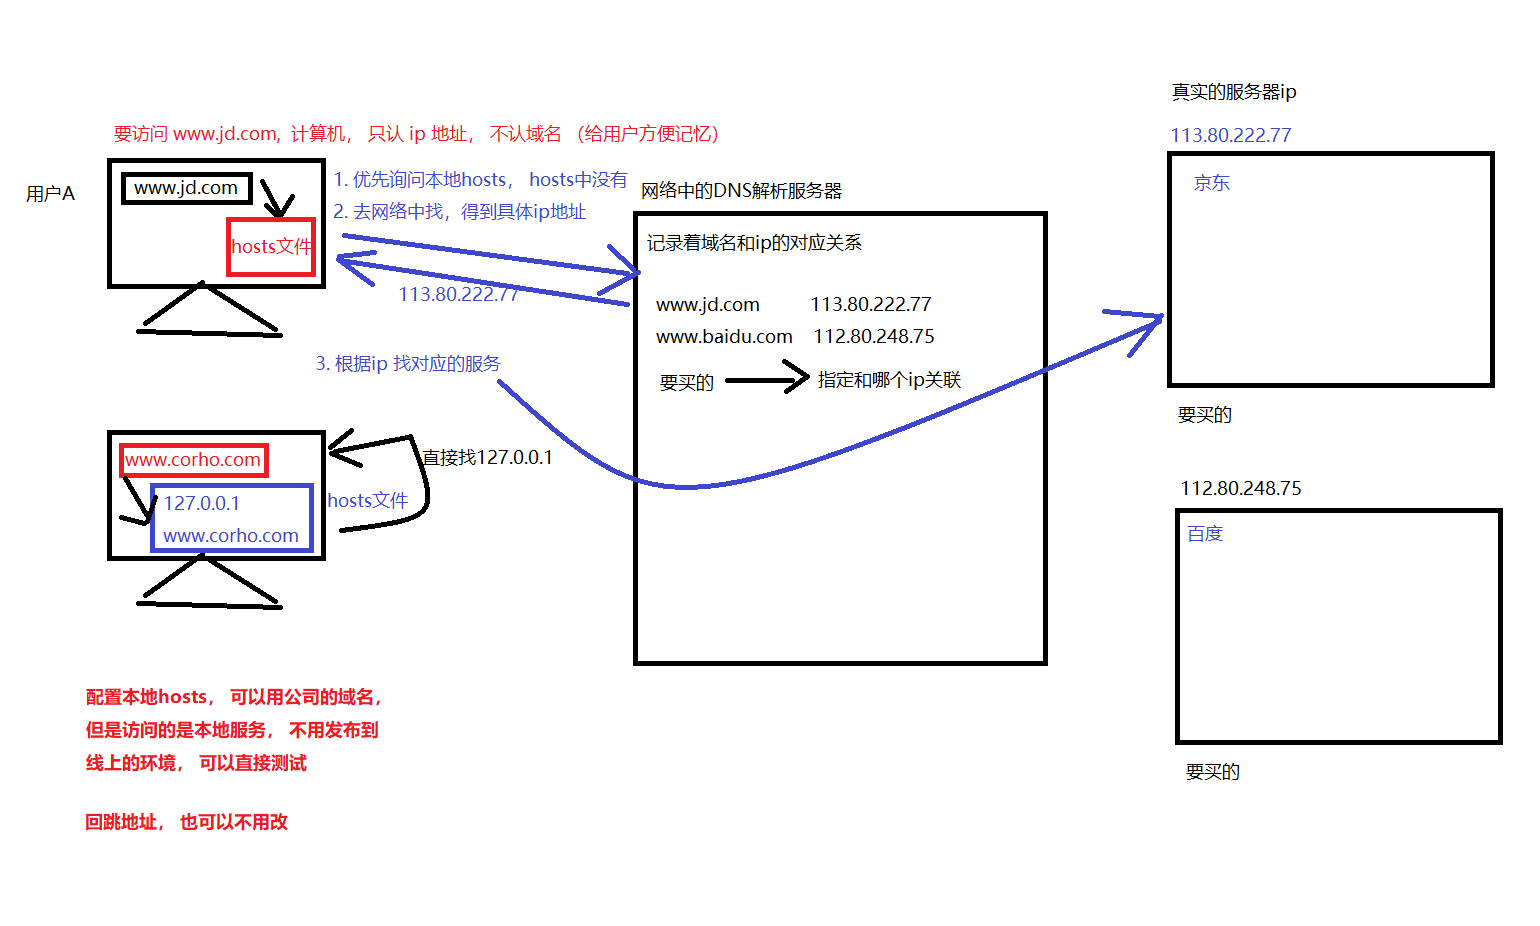 真实的服务器ip
113.80.222.77
要访问 www.jd.com, 计算机， 只认 ip 地址， 不认域名 （给用户方便记忆）
用户A
www.jd.com
hosts文件
1. 优先询问本地hosts， hosts中没有
2. 去网络中找，得到具体ip地址
113.80.222.77
3. 根据ip 找对应的服务
网络中的DNS解析服务器
记录着域名和ip的对应关系
www.jd.com 113.80.222.77
www.baidu.com 112.80.248.75
要买的
指定和哪个ip关联
京东
要买的
www.corho.com
127.0.0.1
www.corho.com
hosts文件
直接找127.0.0.1
112.80.248.75
百度
要买的
配置本地hosts， 可以用公司的域名，
但是访问的是本地服务， 不用发布到
线上的环境， 可以直接测试
回跳地址， 也可以不用改